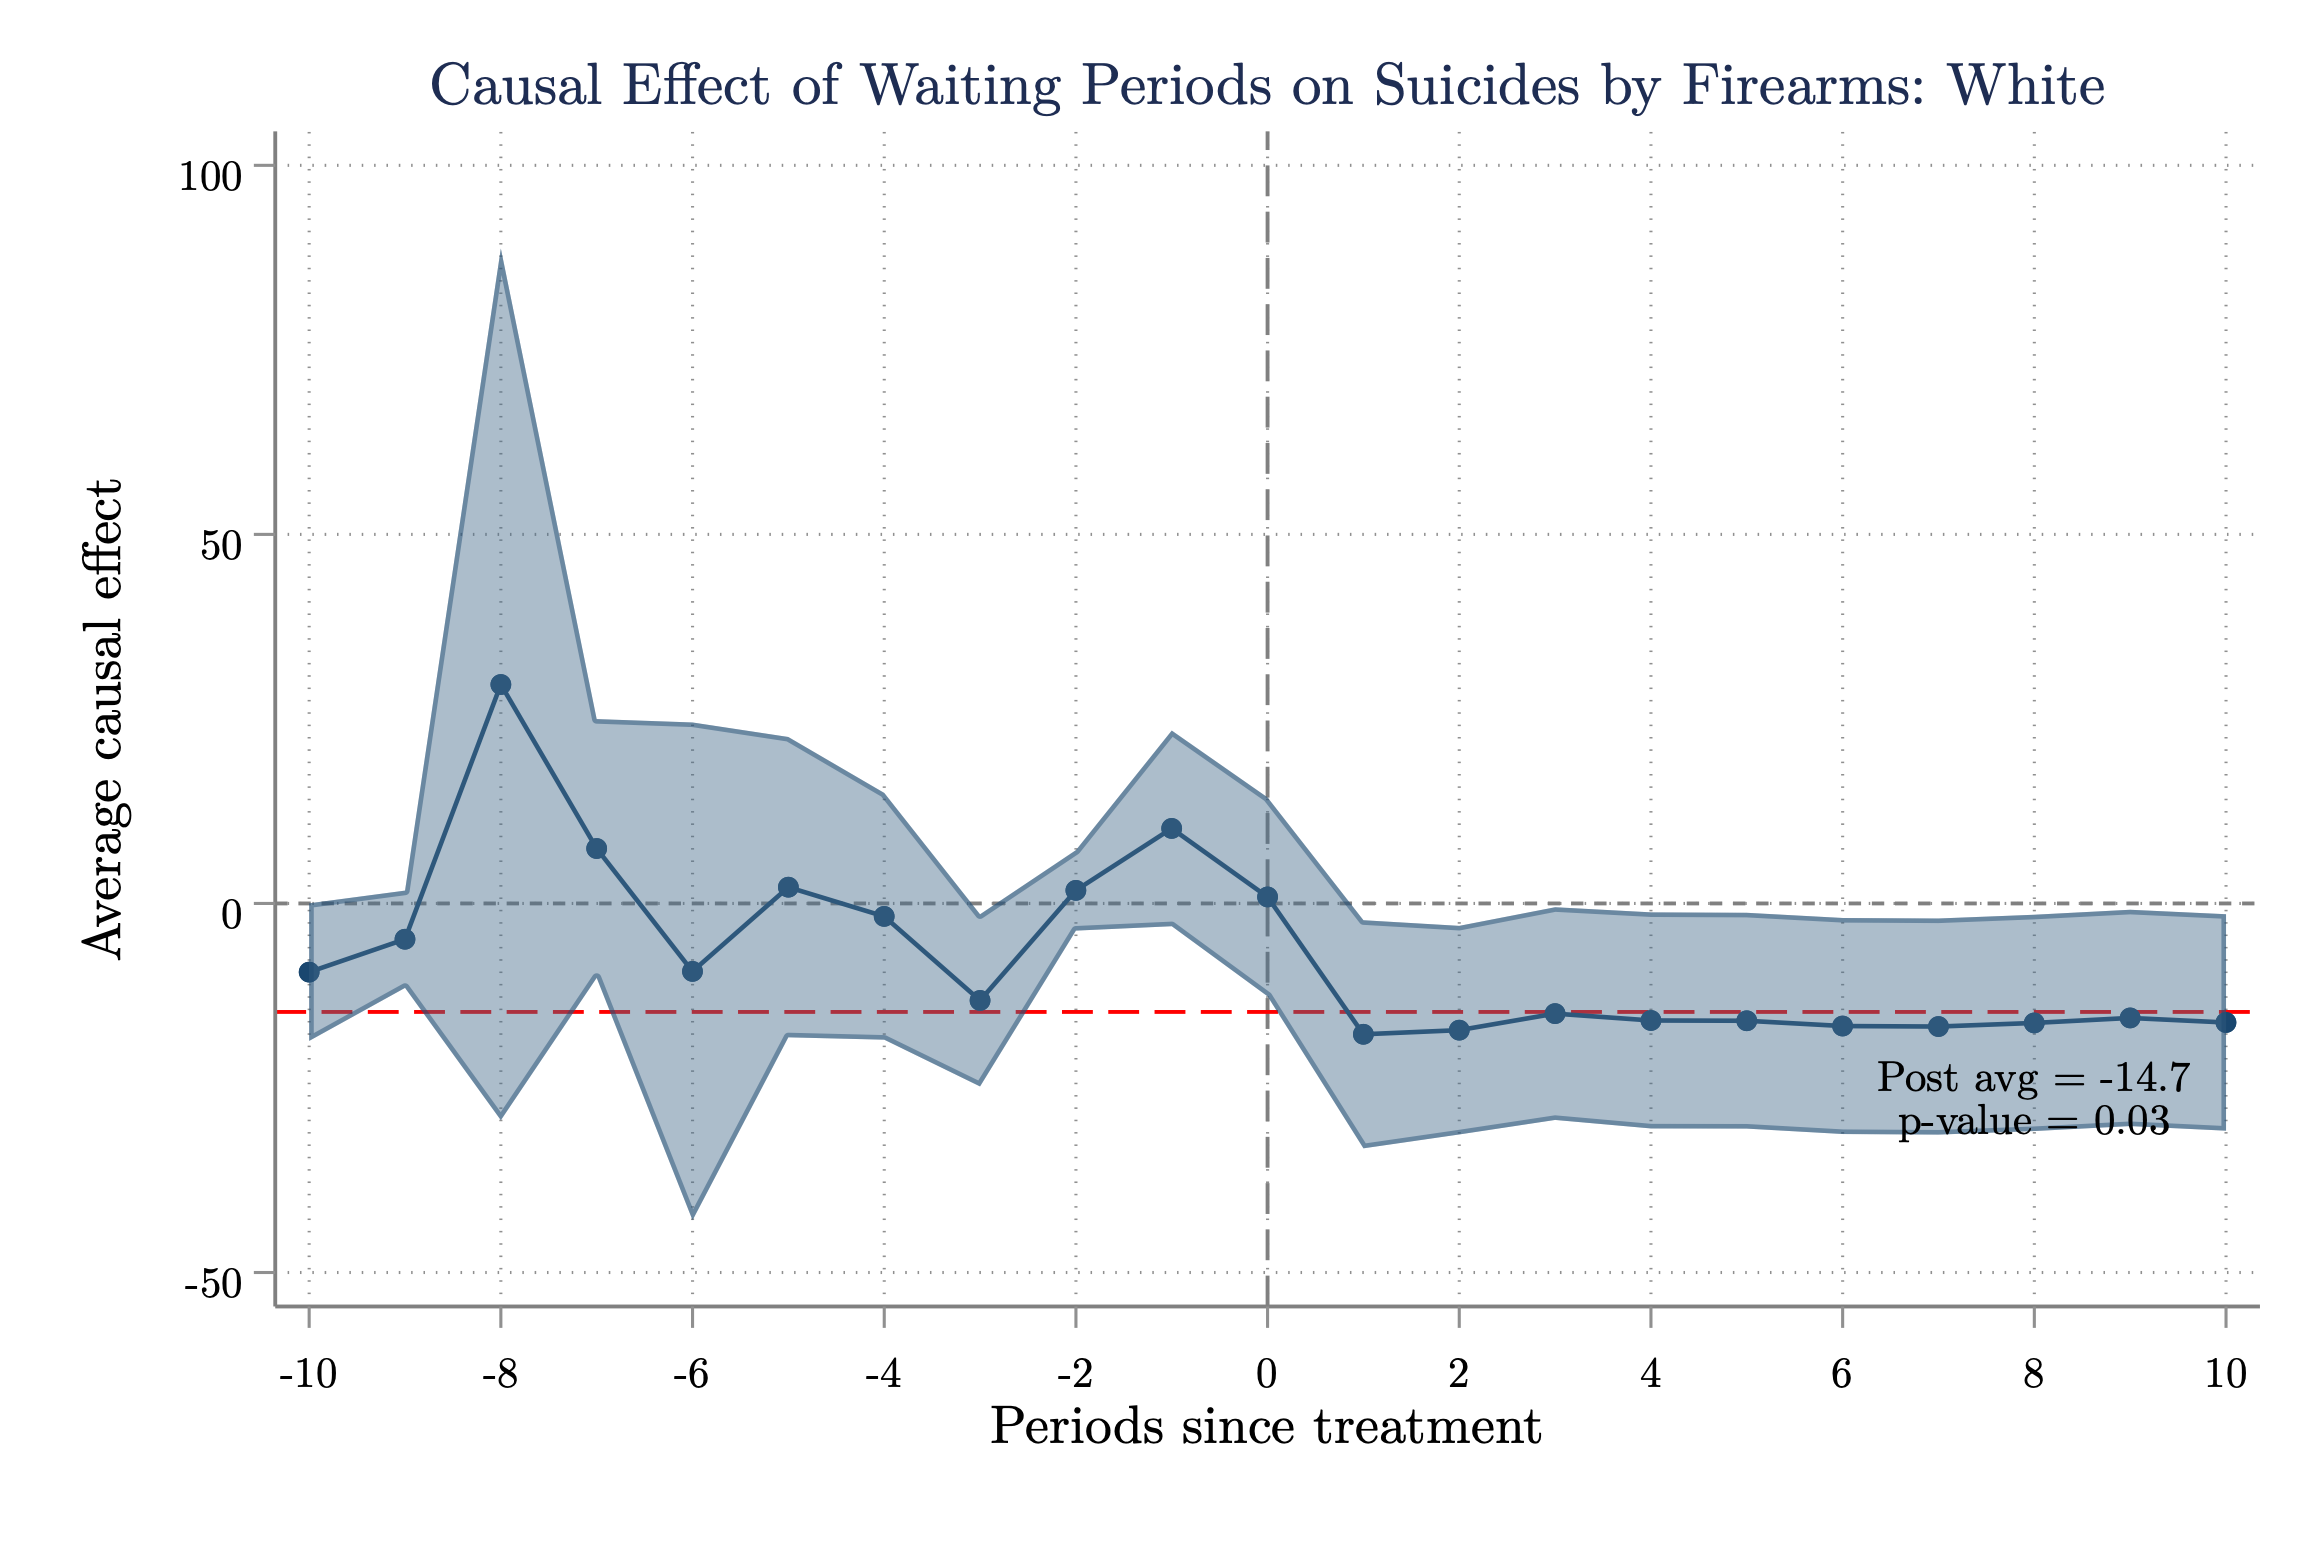 Causal Effect of Waiting Periods on Suicides by Firearms: White
100
50
0
-50
Average causal effect
Post avg = -14.7
p-value = 0.03
-10 -8 -6 -4 -2 0 2 4 6 8 10
Periods since treatment